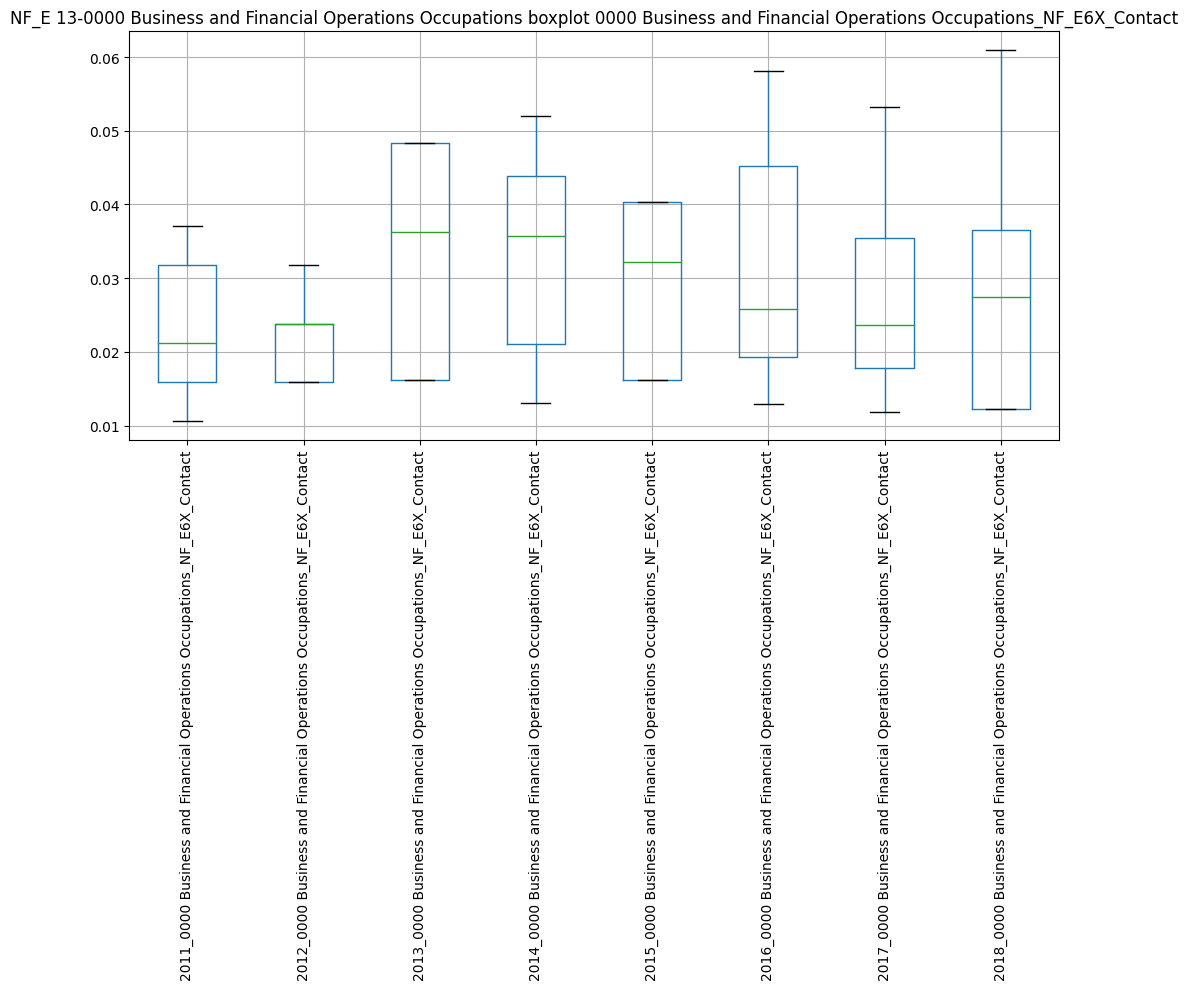 NF_E 13-0000 Business and Financial Operations Occupations boxplot 0000 Business and Financial Operations Occupations_NF_E6X_Contact
0.06
0.05
0.04
0.03
0.02
0.01
2011_0000 Business and Financial Operations Occupations_NF_E6X_Contact
2012_0000 Business and Financial Operations Occupations_NF_E6X_Contact
2013_0000 Business and Financial Operations Occupations_NF_E6X_Contact
2014_0000 Business and Financial Operations Occupations_NF_E6X_Contact
2015_0000 Business and Financial Operations Occupations_NF_E6X_Contact
2016_0000 Business and Financial Operations Occupations_NF_E6X_Contact
2017_0000 Business and Financial Operations Occupations_NF_E6X_Contact
2018_0000 Business and Financial Operations Occupations_NF_E6X_Contact